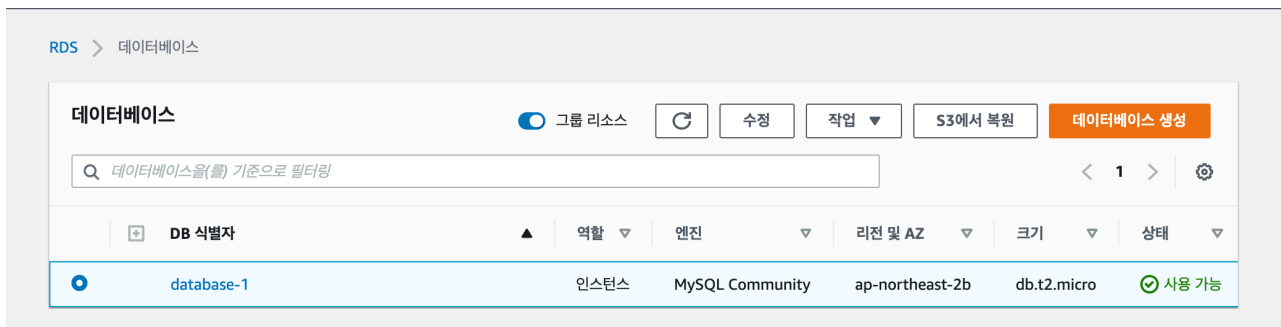 RDS > 데이터베이스
데이터베이스 그룹 리소스 수정 작업 S3에서 복원 데이터베이스 생성
데이터베이스을(를) 기준으로 필터링 1
DB 식별자 역할 엔진 리전 및 AZ 크기 상태
database-1 인스턴스 MySQL Community ap-northeast-2b db.t2.micro 사용 가능